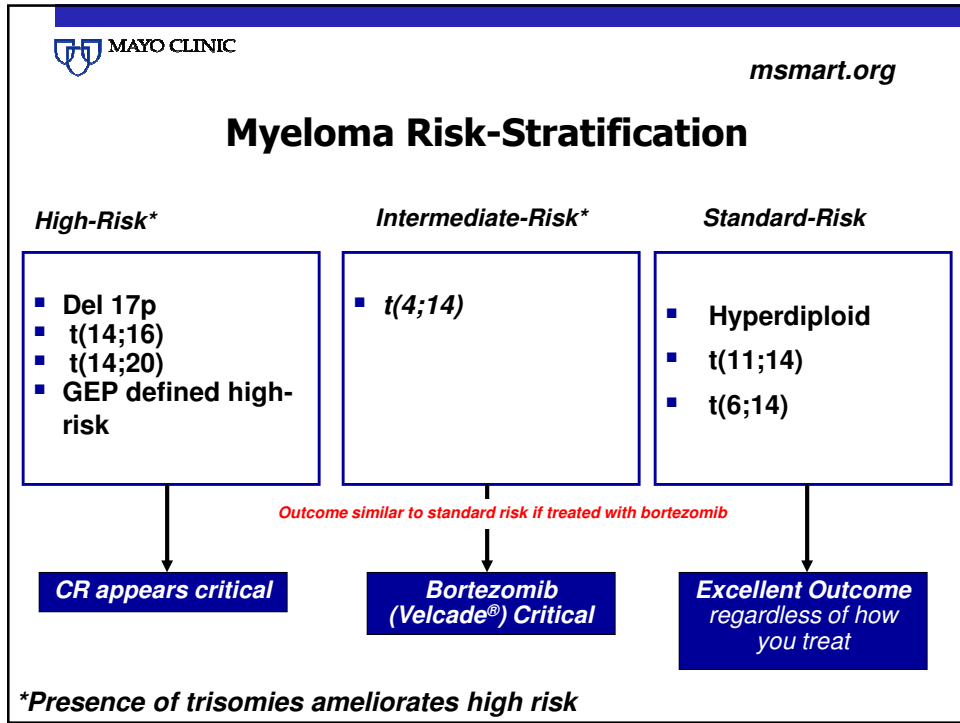 MAYO CLINIC
msmart.org
Myeloma Risk-Stratification
High-Risk*
Intermediate-Risk*
Standard-Risk
▪ Del 17p
▪ t(14;16)
▪ t(14;20)
▪ GEP defined high-
risk
▪ t(4;14)
▪ Hyperdiploid
▪ t(11;14)
▪ t(6;14)
Outcome similar to standard risk if treated with bortezomib
CR appears critical
Bortezomib
(Velcade®) Critical
Excellent Outcome
regardless of how
you treat
*Presence of trisomies ameliorates high risk